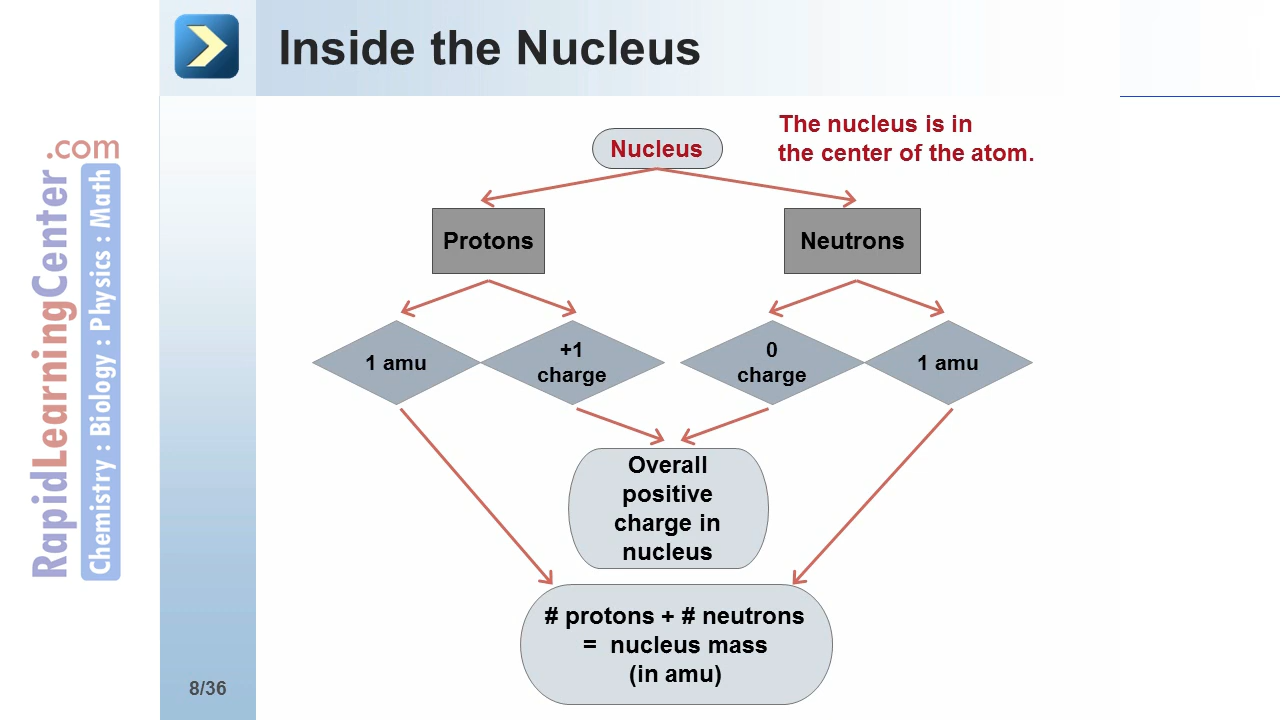 Inside the Nucleus
The nucleus is in
the center of the atom.
Nucleus
Protons
Neutrons
1 amu
+1
charge
0
charge
1 amu
Overall
positive
charge in
nucleus
# protons + # neutrons
= nucleus mass
(in amu)
RapidLearningCenter.com
Chemistry : Biology : Physics : Math
8/36